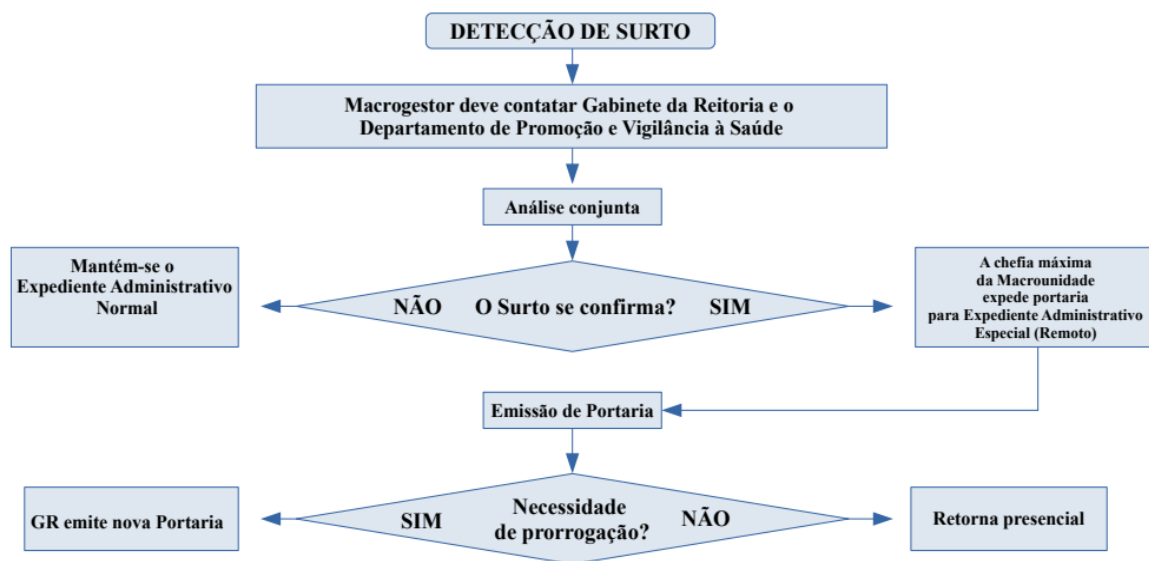 DETECÇÃO DE SURTO
Macrogestor deve contatar Gabinete da Reitoria e o
Departamento de Promoção e Vigilância à Saúde
Análise conjunta
Mantém-se o
Expediente Administrativo
Normal
NÃO O Surto se confirma? SIM
A chefia máxima
da Macrounidade
expede portaria
para Expediente Administrativo
Especial (Remoto)
Emissão de Portaria
GR emite nova Portaria
SIM
Necessidade
de prorrogação?
NÃO
Retorna presencial